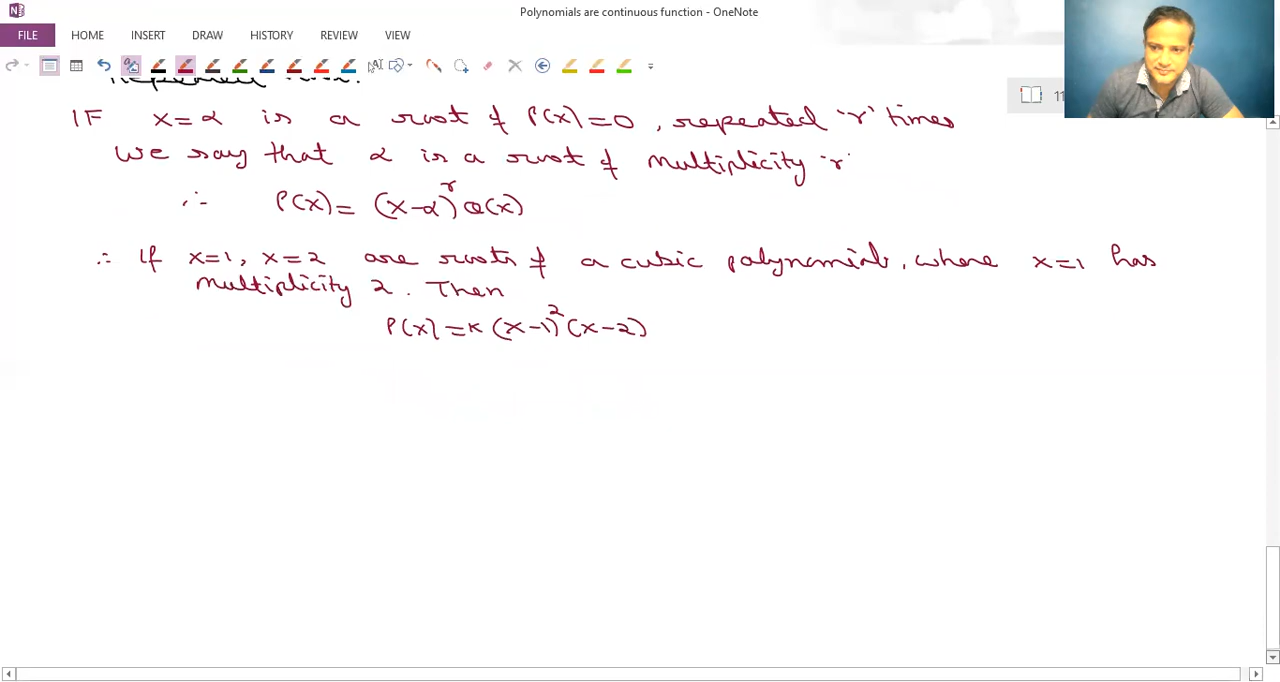 Polynomials are continuous function - OneNote
FILE HOME INSERT DRAW HISTORY REVIEW VIEW
IF x=α is a root of P(x)=0, repeated 'r' times
We say that α is a root of multiplicity 'r'
∴ P(x) = (x-α)^r Q(x)
∴ If x=1, x=2 are roots of a cubic polynomials, where x=1 has
multiplicity 2. Then
P(x) = K (x-1)^2 (x-2)